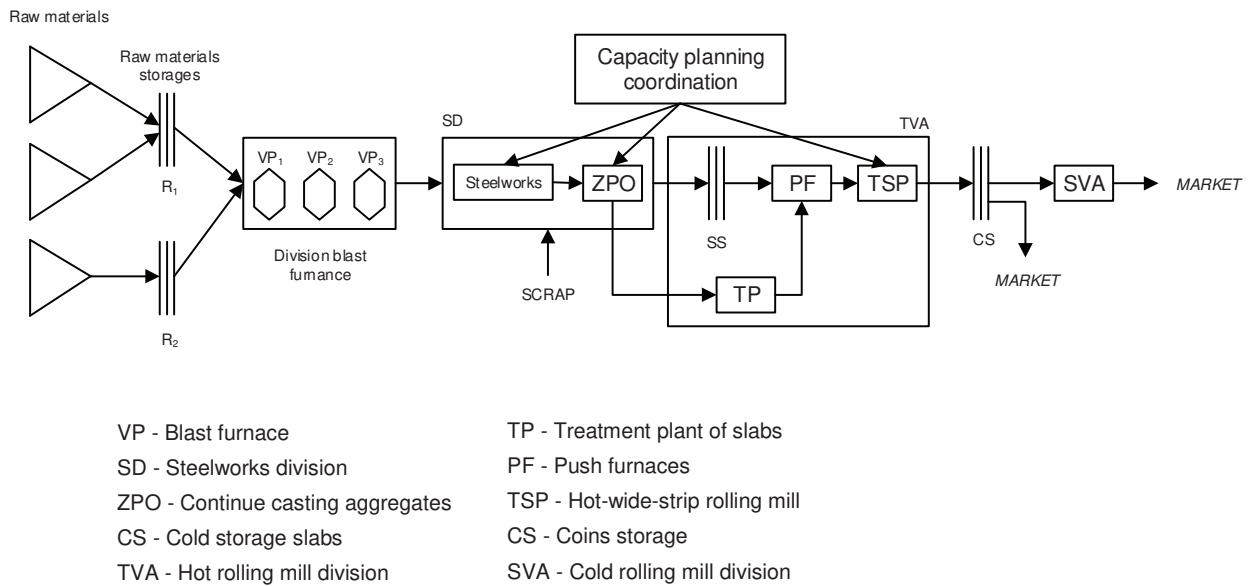 Raw materials
Raw materials
storages
R₁
R₂
VP₁ VP₂ VP₃
Division blast
furnance
Capacity planning
coordination
SD
Steelworks
ZPO
SCRAP
TVA
SS
PF
TSP
TP
CS
SVA
MARKET
MARKET
VP - Blast furnace
SD - Steelworks division
ZPO - Continue casting aggregates
CS - Cold storage slabs
TVA - Hot rolling mill division
TP - Treatment plant of slabs
PF - Push furnaces
TSP - Hot-wide-strip rolling mill
CS - Coins storage
SVA - Cold rolling mill division